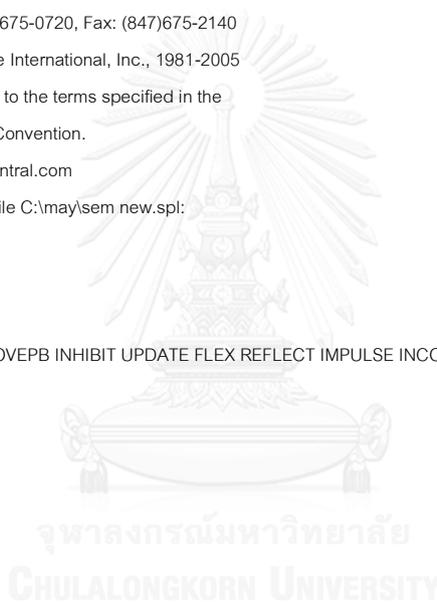 675-0720, Fax: (847)675-2140
e International, Inc., 1981-2005
to the terms specified in the
Convention.
ntral.com
ile C:\may\sem new.spl:
OVEPB INHIBIT UPDATE FLEX REFLECT IMPULSE INCO
จุฬาลงกรณ์มหาวิทยาลัย
CHULALONGKORN UNIVERSITY